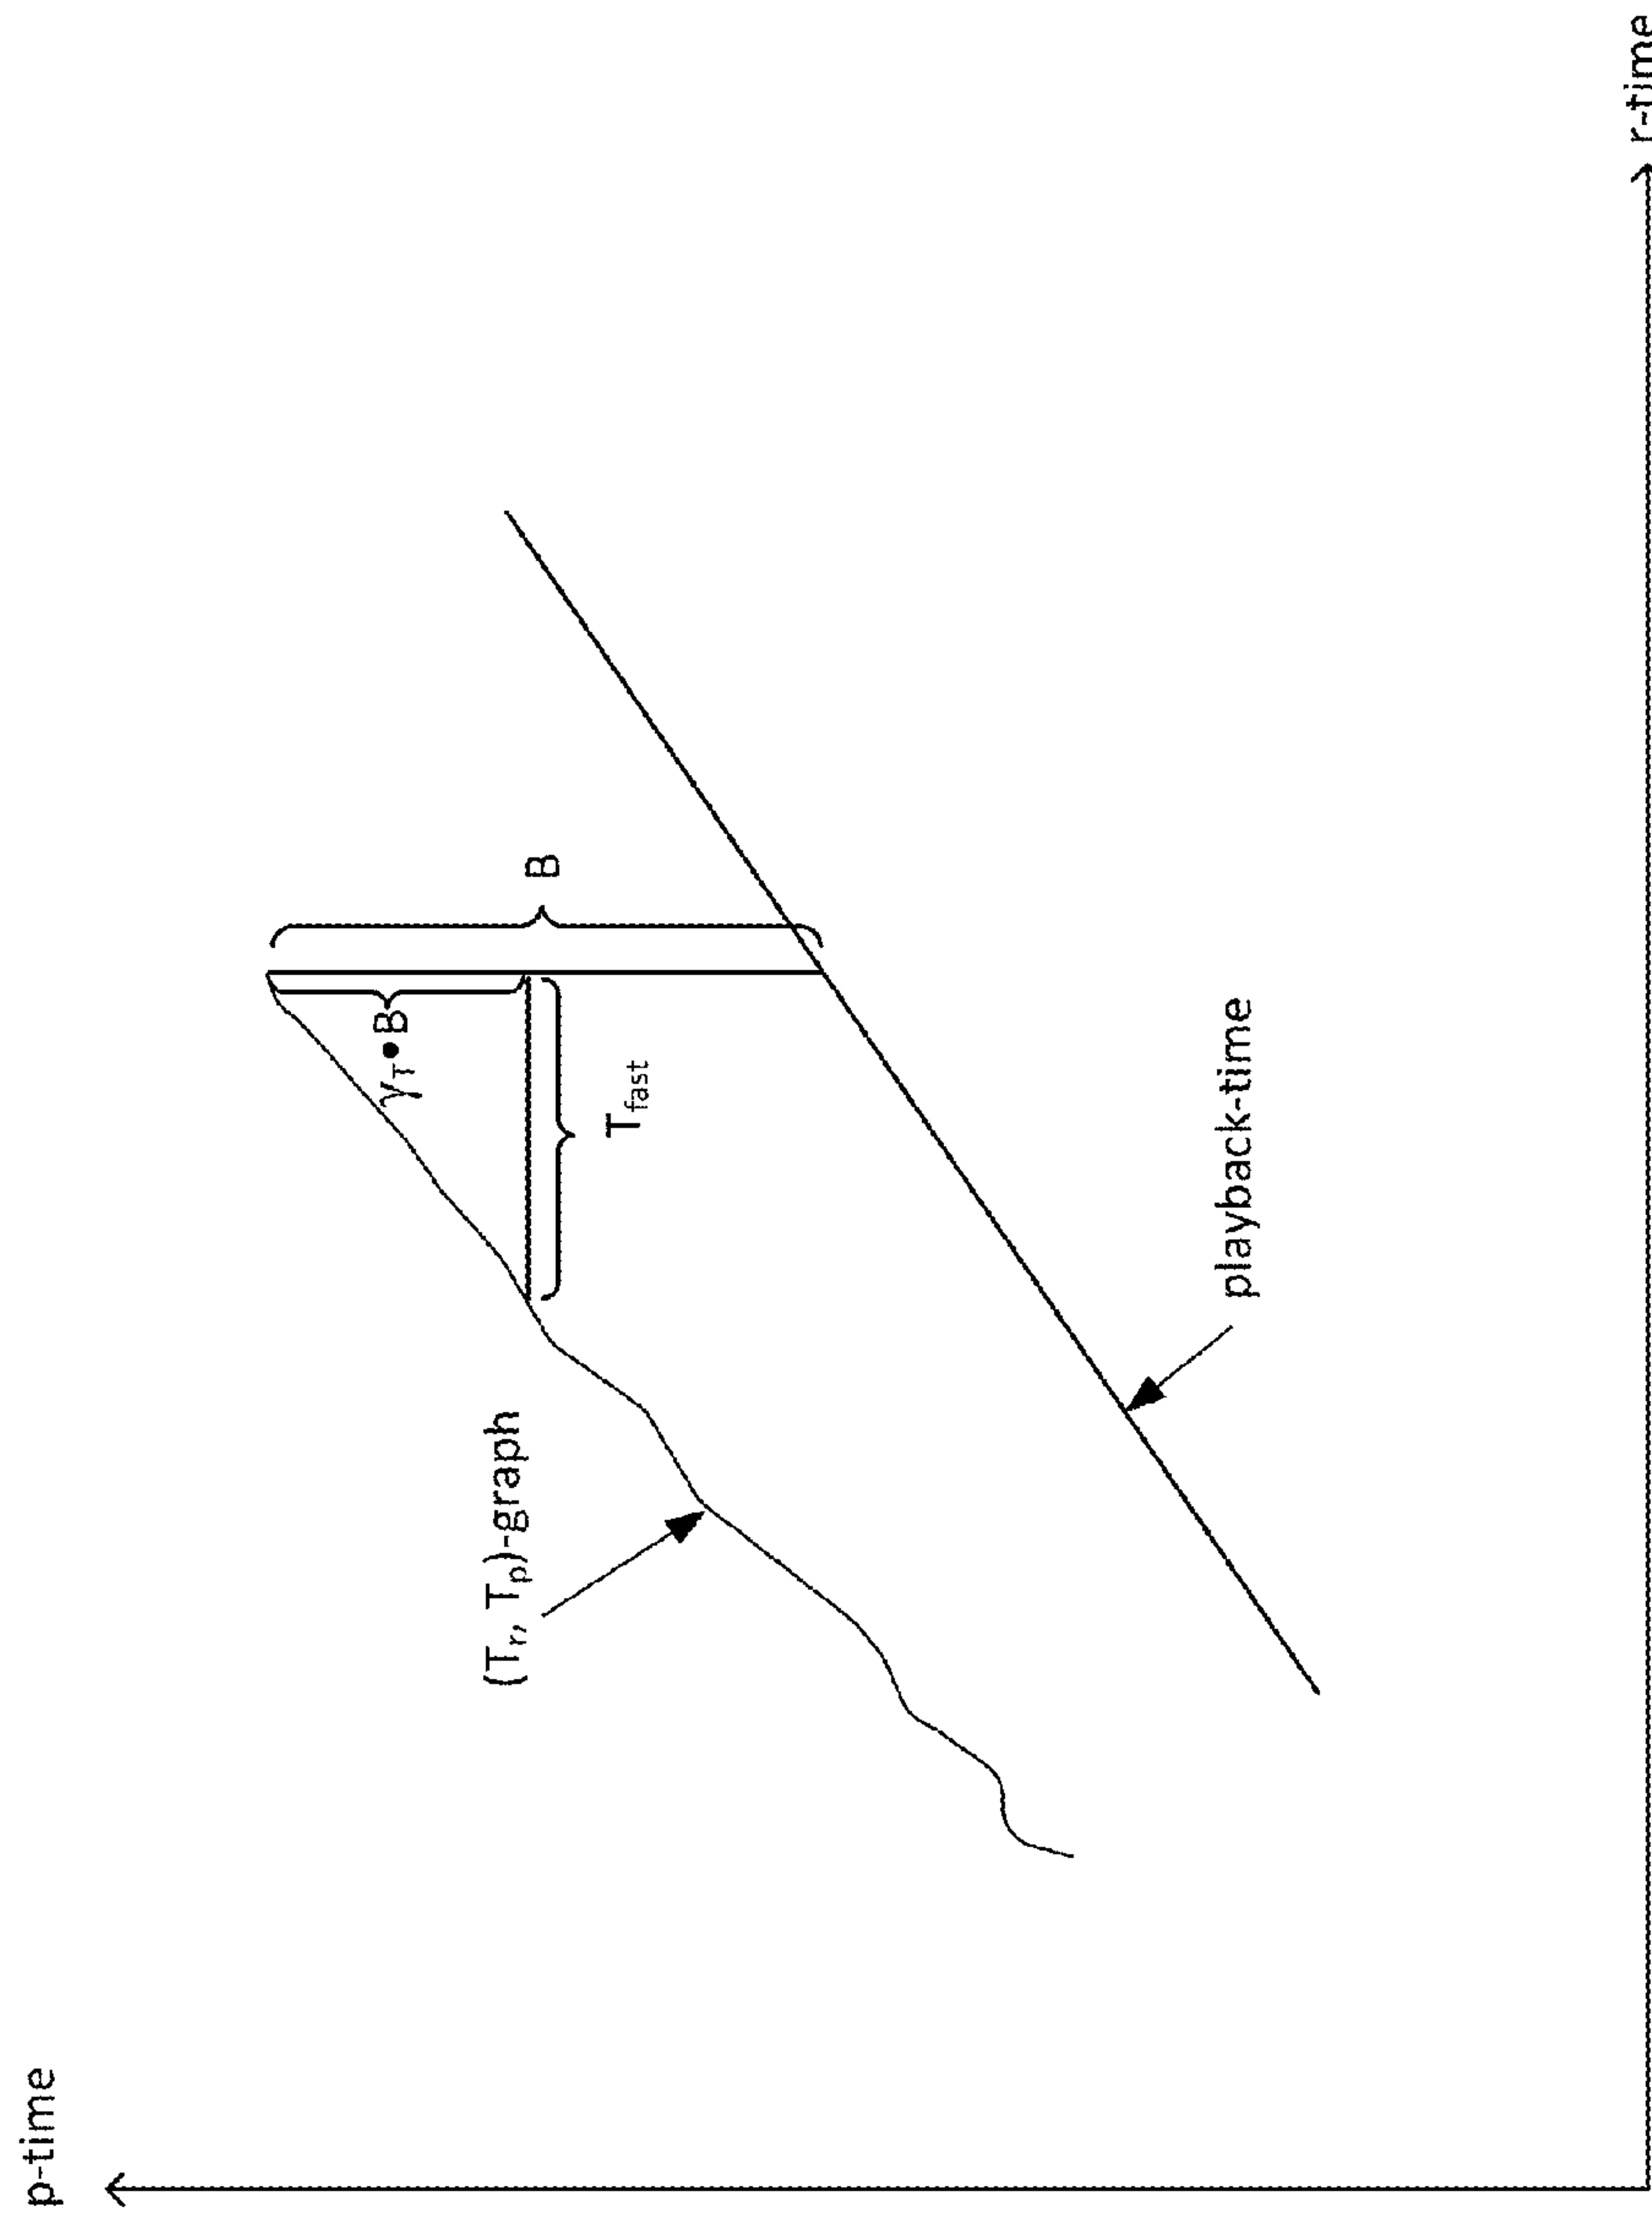 p-time
(Tr, Tp)-graph
γT•B
B
Tfast
playback-time
r-time